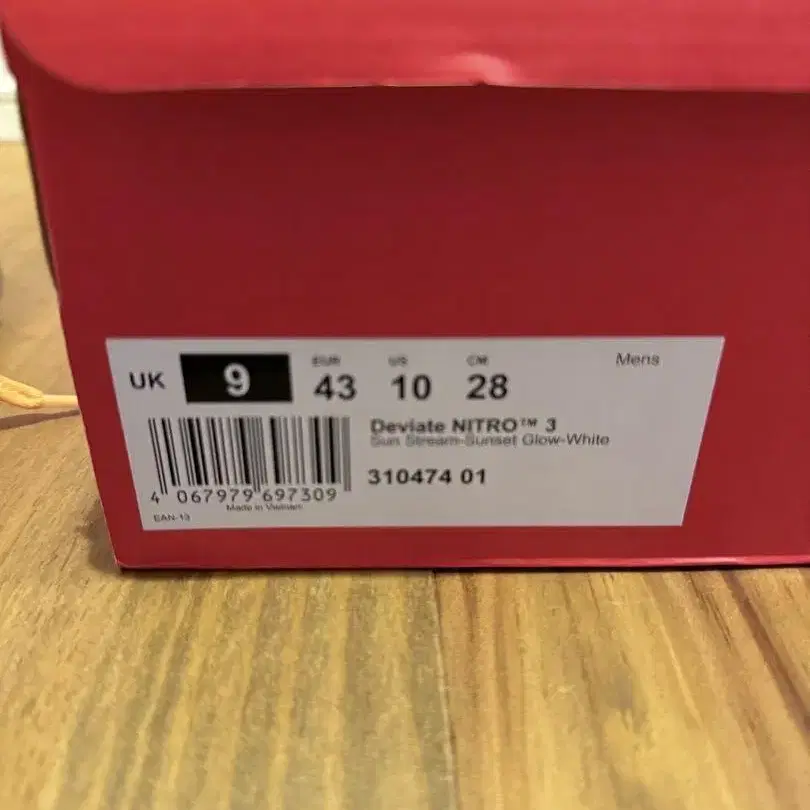 UK 9 EUR 43 US 10 CM 28 Mens
Deviate NITRO™ 3
Sun Stream-Sunset Glow-White
310474 01
4 067979 697309
Made in Vietnam
EAN-13